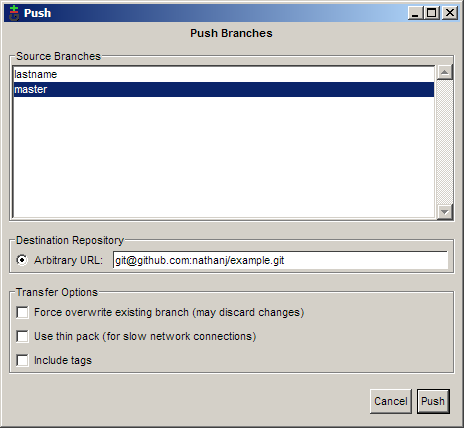 Push
Push Branches
Source Branches
lastname
master
Destination Repository
Arbitrary URL: git@github.com:nathanj/example.git
Transfer Options
Force overwrite existing branch (may discard changes)
Use thin pack (for slow network connections)
Include tags
Cancel Push